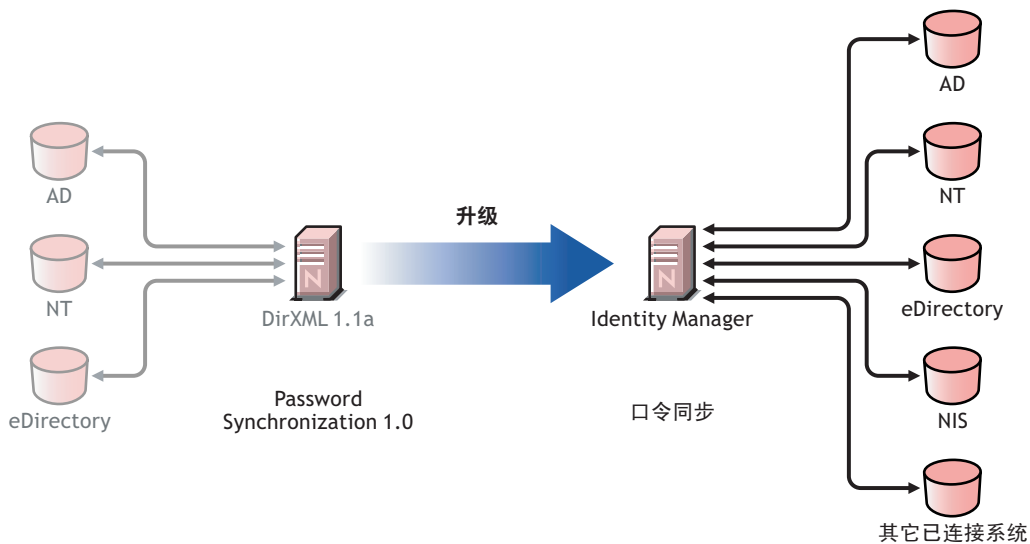 AD
NT
eDirectory
N
DirXML 1.1a
Password
Synchronization 1.0
升级
N
Identity Manager
口令同步
AD
NT
eDirectory
NIS
其它已连接系统